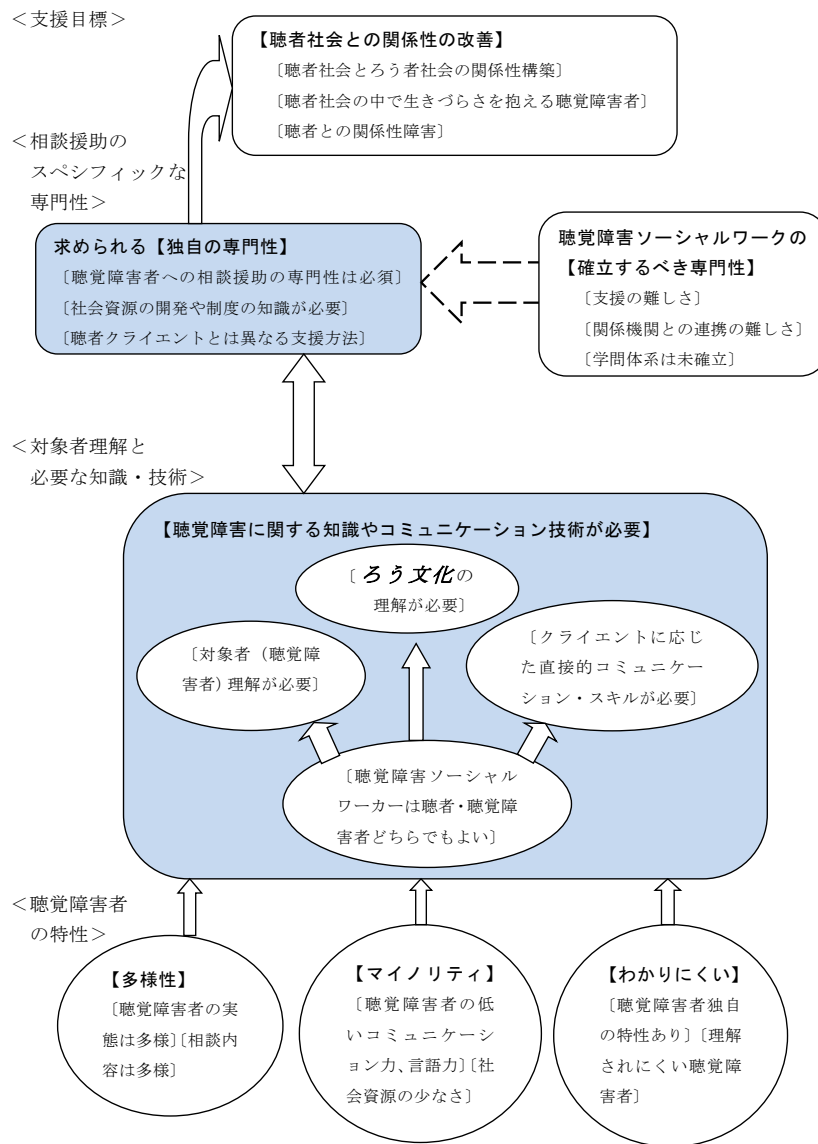 ＜支援目標＞
【聴者社会との関係性の改善】
〔聴者社会とろう者社会の関係性構築〕
〔聴者社会の中で生きづらさを抱える聴覚障害者〕
〔聴者との関係性障害〕
＜相談援助の
スペシフィックな
専門性＞
求められる【独自の専門性】
〔聴覚障害者への相談援助の専門性は必須〕
〔社会資源の開発や制度の知識が必要〕
〔聴者クライエントとは異なる支援方法〕
聴覚障害ソーシャルワークの
【確立するべき専門性】
〔支援の難しさ〕
〔関係機関との連携の難しさ〕
〔学問体系は未確立〕
＜対象者理解と
必要な知識・技術＞
【聴覚障害に関する知識やコミュニケーション技術が必要】
〔ろう文化の
理解が必要〕
〔対象者（聴覚障
害者）理解が必要〕
〔クライエントに応じ
た直接的コミュニケー
ション・スキルが必要〕
〔聴覚障害ソーシャル
ワーカーは聴者・聴覚障
害者どちらでもよい〕
＜聴覚障害者
の特性＞
【多様性】
〔聴覚障害者の実
態は多様〕〔相談内
容は多様〕
【マイノリティ】
〔聴覚障害者の低
いコミュニケーシ
ョン力、言語力〕〔社
会資源の少なさ〕
【わかりにくい】
〔聴覚障害者独自
の特性あり〕〔理解
されにくい聴覚障
害者〕